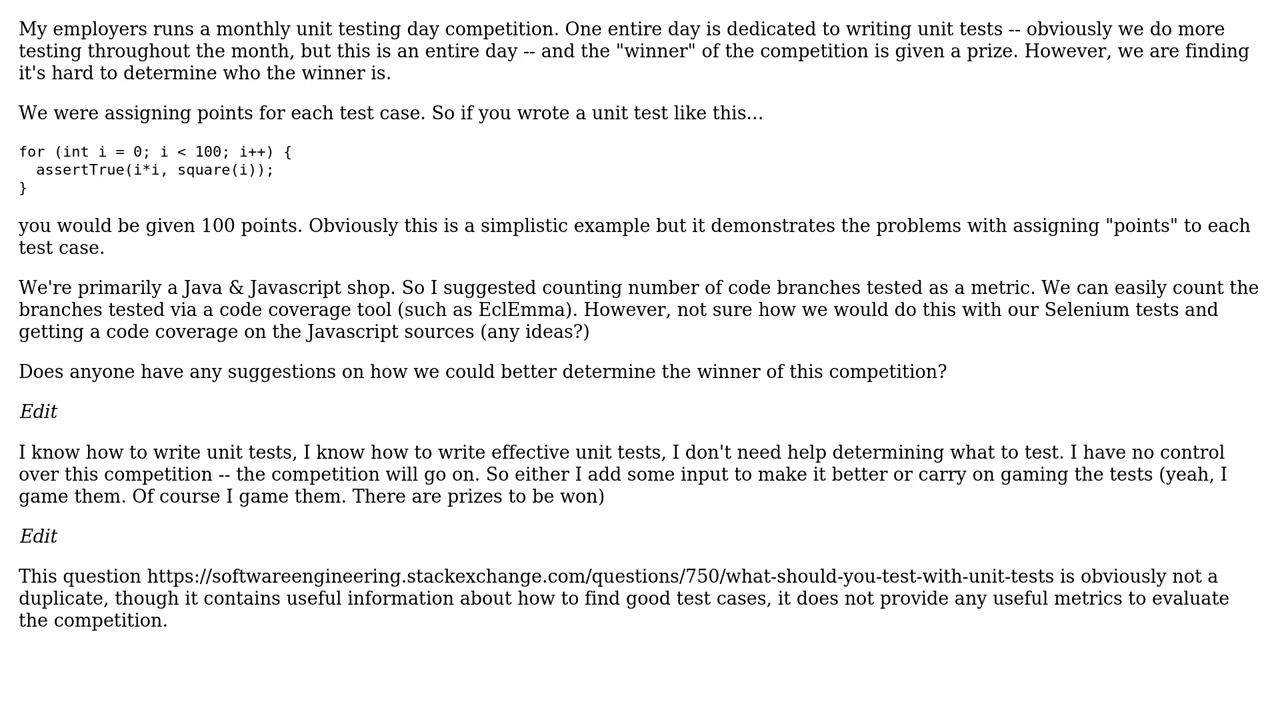 My employers runs a monthly unit testing day competition. One entire day is dedicated to writing unit tests -- obviously we do more
testing throughout the month, but this is an entire day -- and the "winner" of the competition is given a prize. However, we are finding
it's hard to determine who the winner is.
We were assigning points for each test case. So if you wrote a unit test like this...
for (int i = 0; i < 100; i++) {
  assertTrue(i*i, square(i));
}
you would be given 100 points. Obviously this is a simplistic example but it demonstrates the problems with assigning "points" to each
test case.
We're primarily a Java & Javascript shop. So I suggested counting number of code branches tested as a metric. We can easily count the
branches tested via a code coverage tool (such as EclEmma). However, not sure how we would do this with our Selenium tests and
getting a code coverage on the Javascript sources (any ideas?)
Does anyone have any suggestions on how we could better determine the winner of this competition?
Edit
I know how to write unit tests, I know how to write effective unit tests, I don't need help determining what to test. I have no control
over this competition -- the competition will go on. So either I add some input to make it better or carry on gaming the tests (yeah, I
game them. Of course I game them. There are prizes to be won)
Edit
This question https://softwareengineering.stackexchange.com/questions/750/what-should-you-test-with-unit-tests is obviously not a
duplicate, though it contains useful information about how to find good test cases, it does not provide any useful metrics to evaluate
the competition.